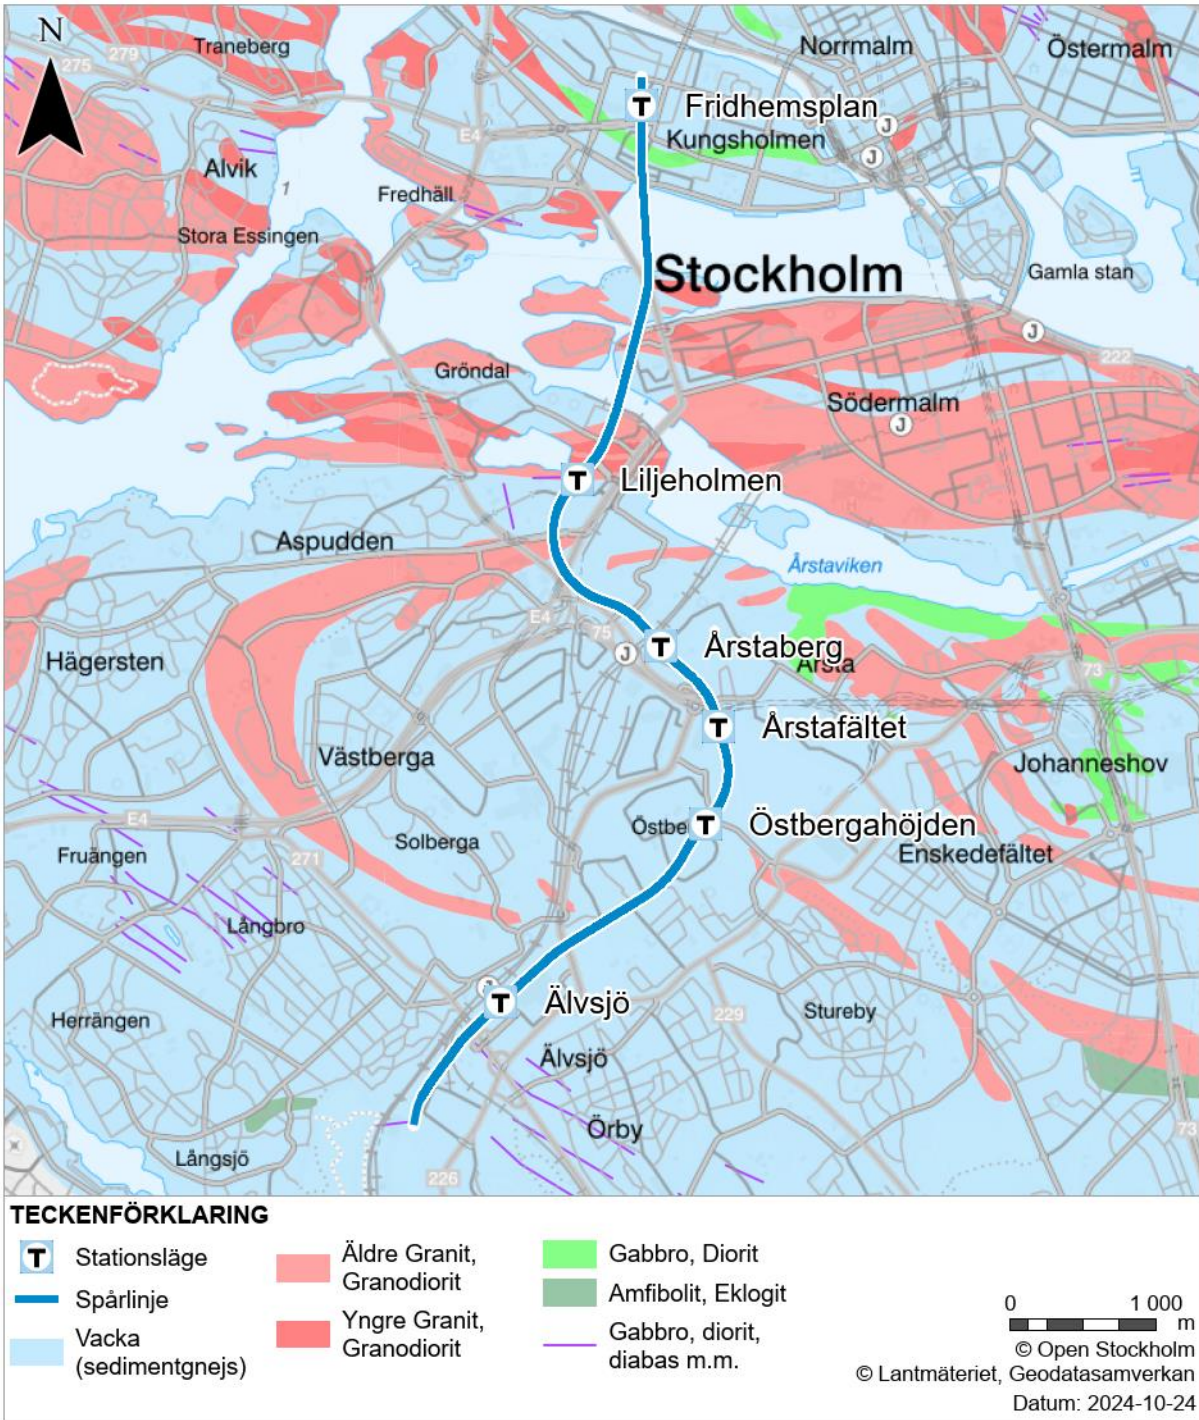 N
Traneberg
Norrmalm
Östermalm
279
275
T
Fridhemsplan
J
E4
Kungsholmen
J
Alvik
1
Fredhäll
Stora Essingen
Stockholm
Gamla stan
J
222
Gröndal
Södermalm
J
T
Liljeholmen
Aspudden
Årstaviken
E4
75
J
T
Årstaberg
Årsta
Hägersten
73
T
Årstafältet
Västberga
Johanneshov
E4
Östbe
T
Östbergahöjden
Solberga
Fruängen
271
Enskedefältet
Långbro
T
Älvsjö
Herrängen
229
Stureby
Älvsjö
Örby
73
Långsjö
226
TECKENFÖRKLARING
T
Stationsläge
Spårlinje
Vacka
(sedimentgnejs)
Äldre Granit,
Granodiorit
Yngre Granit,
Granodiorit
Gabbro, Diorit
Amfibolit, Eklogit
Gabbro, diorit,
diabas m.m.
0
1 000
m
© Open Stockholm
© Lantmäteriet, Geodatasamverkan
Datum: 2024-10-24